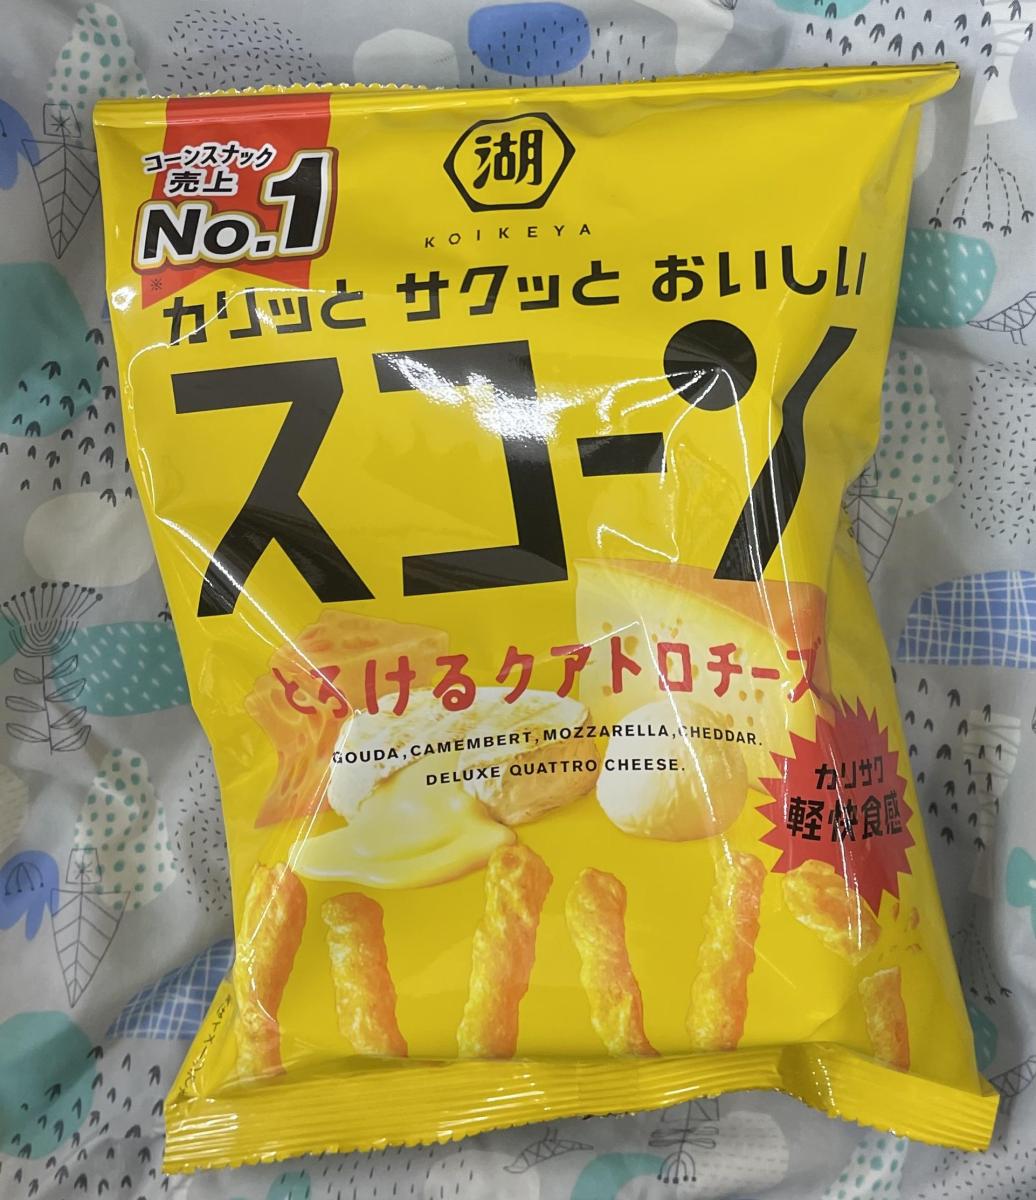 コーンスナック
売上
No.1
※
湖
KOIKEYA
カリッと サクッと おいしい
スコーン
とろけるクアトロチーズ
GOUDA,CAMEMBERT,MOZZARELLA,CHEDDAR.
DELUXE QUATTRO CHEESE.
カリサク
軽快食感